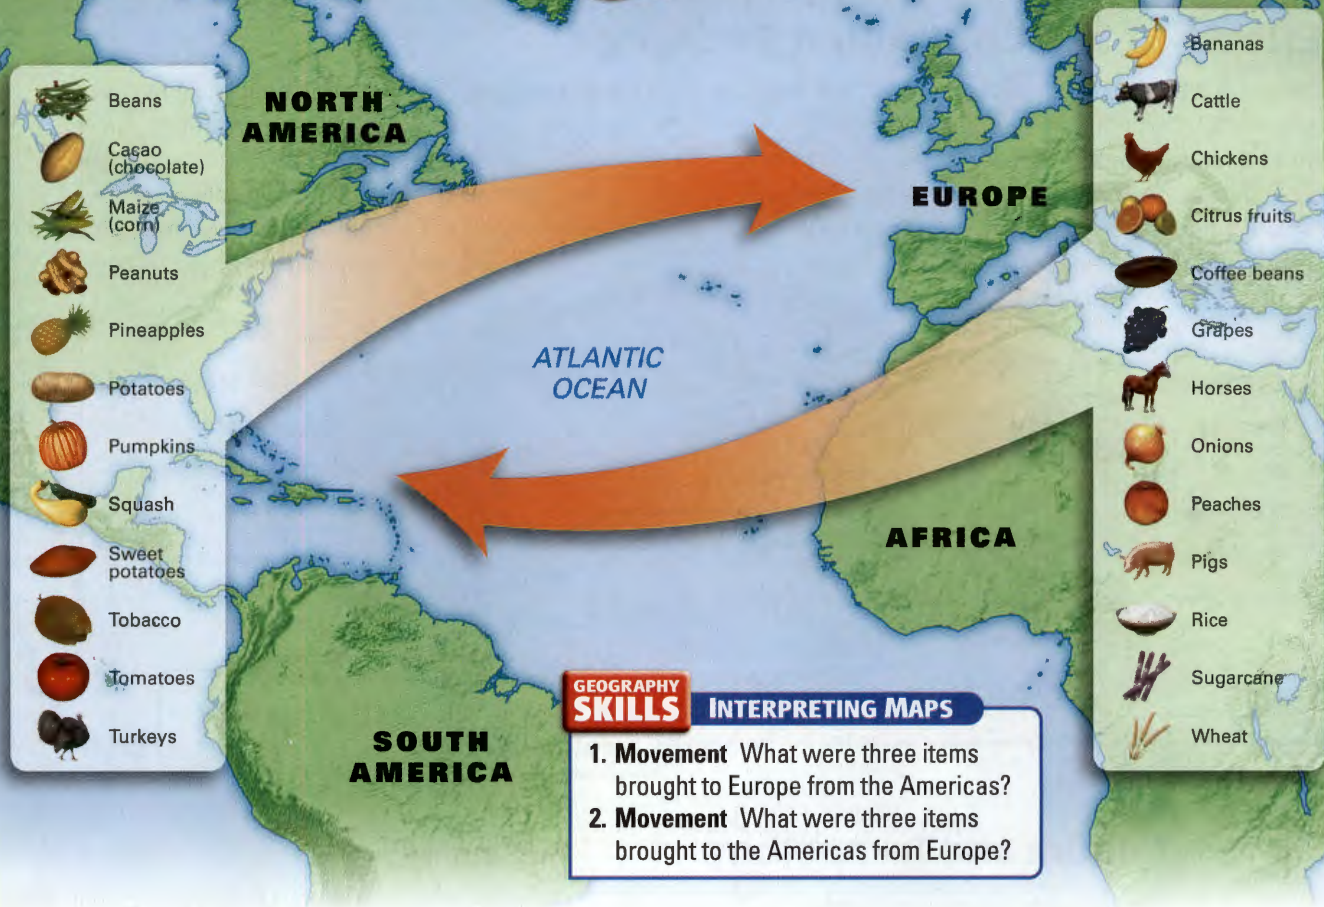 Beans
Cacao
(chocolate)
Maize
(corn)
Peanuts
Pineapples
Potatoes
Pumpkins
Squash
Sweet
potatoes
Tobacco
Tomatoes
Turkeys
NORTH
AMERICA
ATLANTIC
OCEAN
SOUTH
AMERICA
EUROPE
AFRICA
Bananas
Cattle
Chickens
Citrus fruits
Coffee beans
Grapes
Horses
Onions
Peaches
Pigs
Rice
Sugarcane
Wheat
GEOGRAPHY
SKILLS
INTERPRETING MAPS
1. Movement What were three items
brought to Europe from the Americas?
2. Movement What were three items
brought to the Americas from Europe?